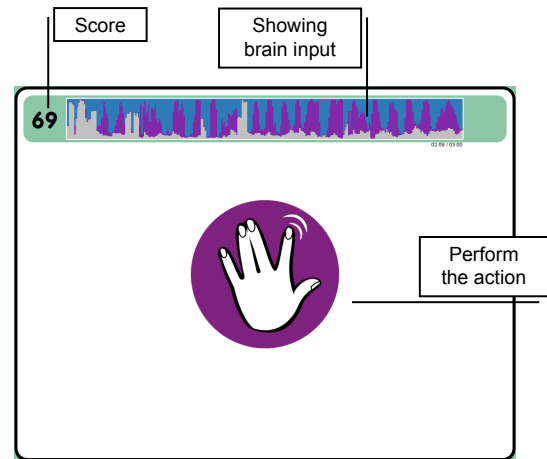 Score
Showing
brain input
69
02:59 / 03:00
Perform
the action